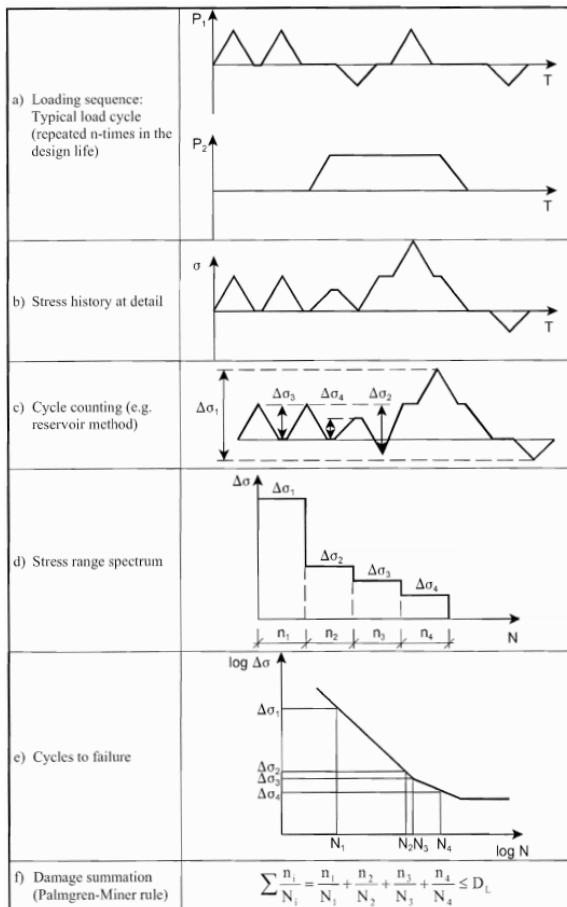 P₁
T
a) Loading sequence:
Typical load cycle
(repeated n-times in the
design life)
P₂
T
b) Stress history at detail
σ
T
c) Cycle counting (e.g.
reservoir method)
Δσ₁
Δσ₃
Δσ₄
Δσ₂
d) Stress range spectrum
Δσ
Δσ₁
Δσ₂
Δσ₃
Δσ₄
n₁ n₂ n₃ n₄
N
e) Cycles to failure
log Δσ
Δσ₁
Δσ₂
Δσ₃
Δσ₄
N₁ N₂ N₃ N₄
log N
f) Damage summation
(Palmgren-Miner rule)
∑ nᵢ/Nᵢ = n₁/N₁ + n₂/N₂ + n₃/N₃ + n₄/N₄ ≤ D_L